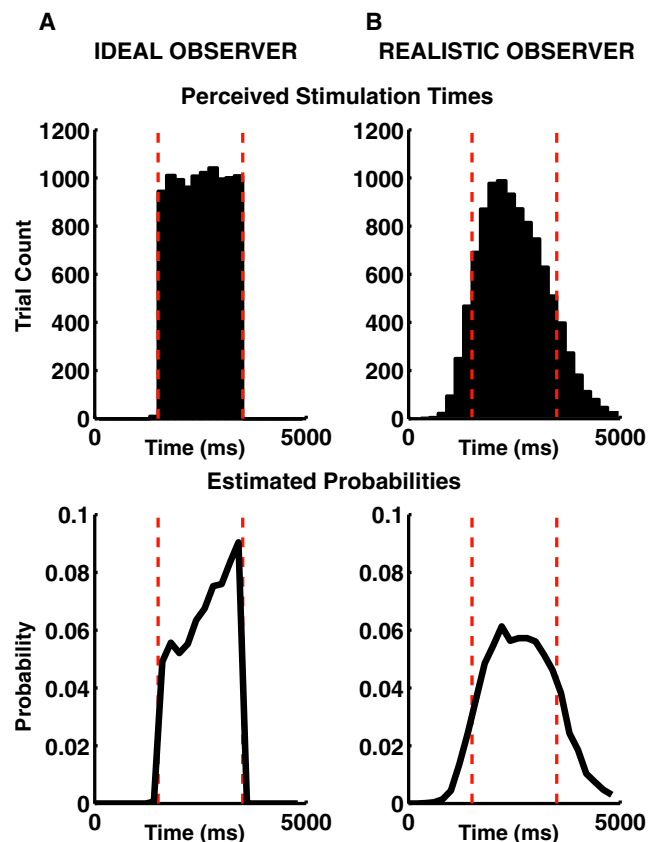 A
B
IDEAL OBSERVER
REALISTIC OBSERVER
Perceived Stimulation Times
Trial Count
1200
1000
800
600
400
200
0
0
Time (ms)
5000
1200
1000
800
600
400
200
0
0
Time (ms)
5000
Estimated Probabilities
Probability
0.1
0.08
0.06
0.04
0.02
0
0
Time (ms)
5000
0.1
0.08
0.06
0.04
0.02
0
0
Time (ms)
5000